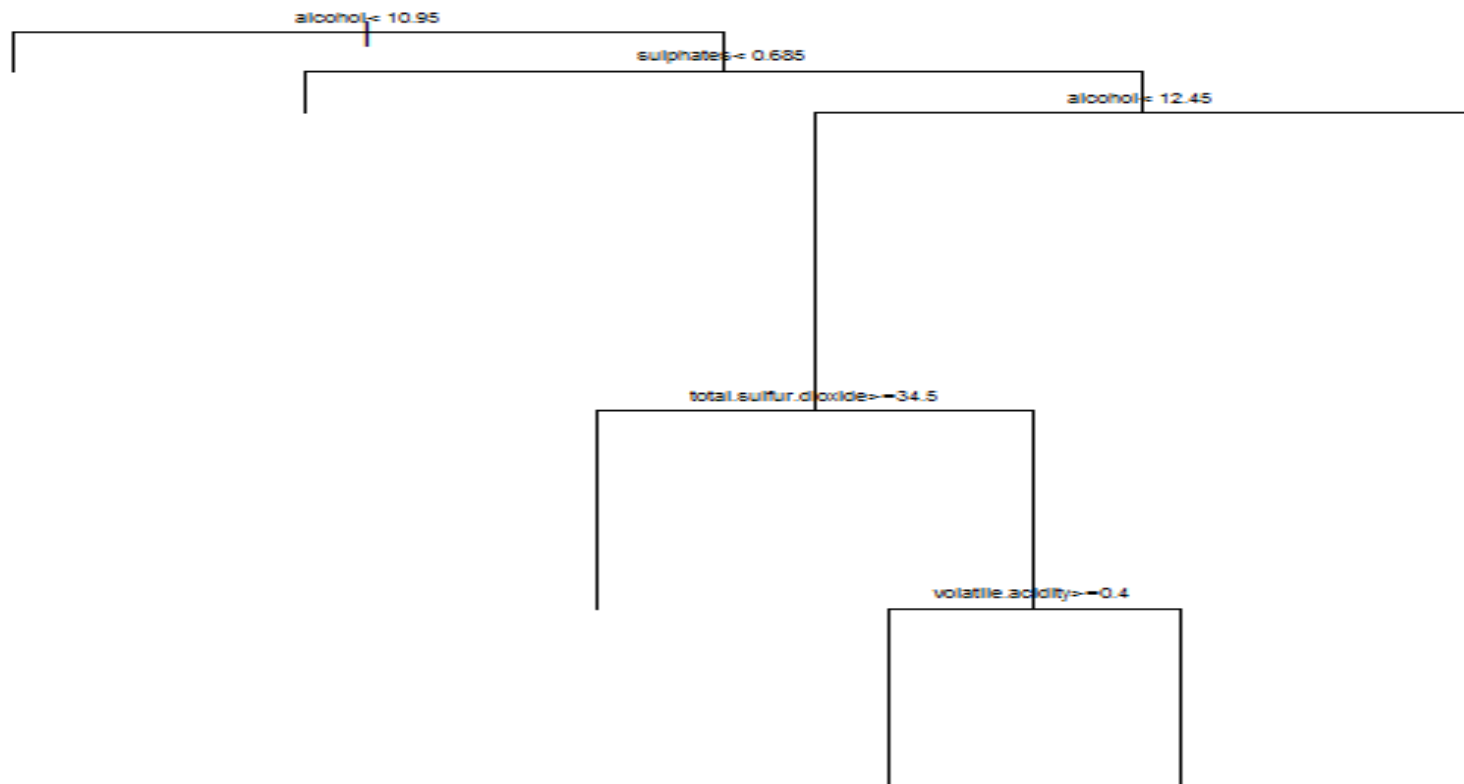 alcohol< 10.95
sulphates< 0.685
alcohol< 12.45
total.sulfur.dioxide>=34.5
volatile.acidity>=0.4